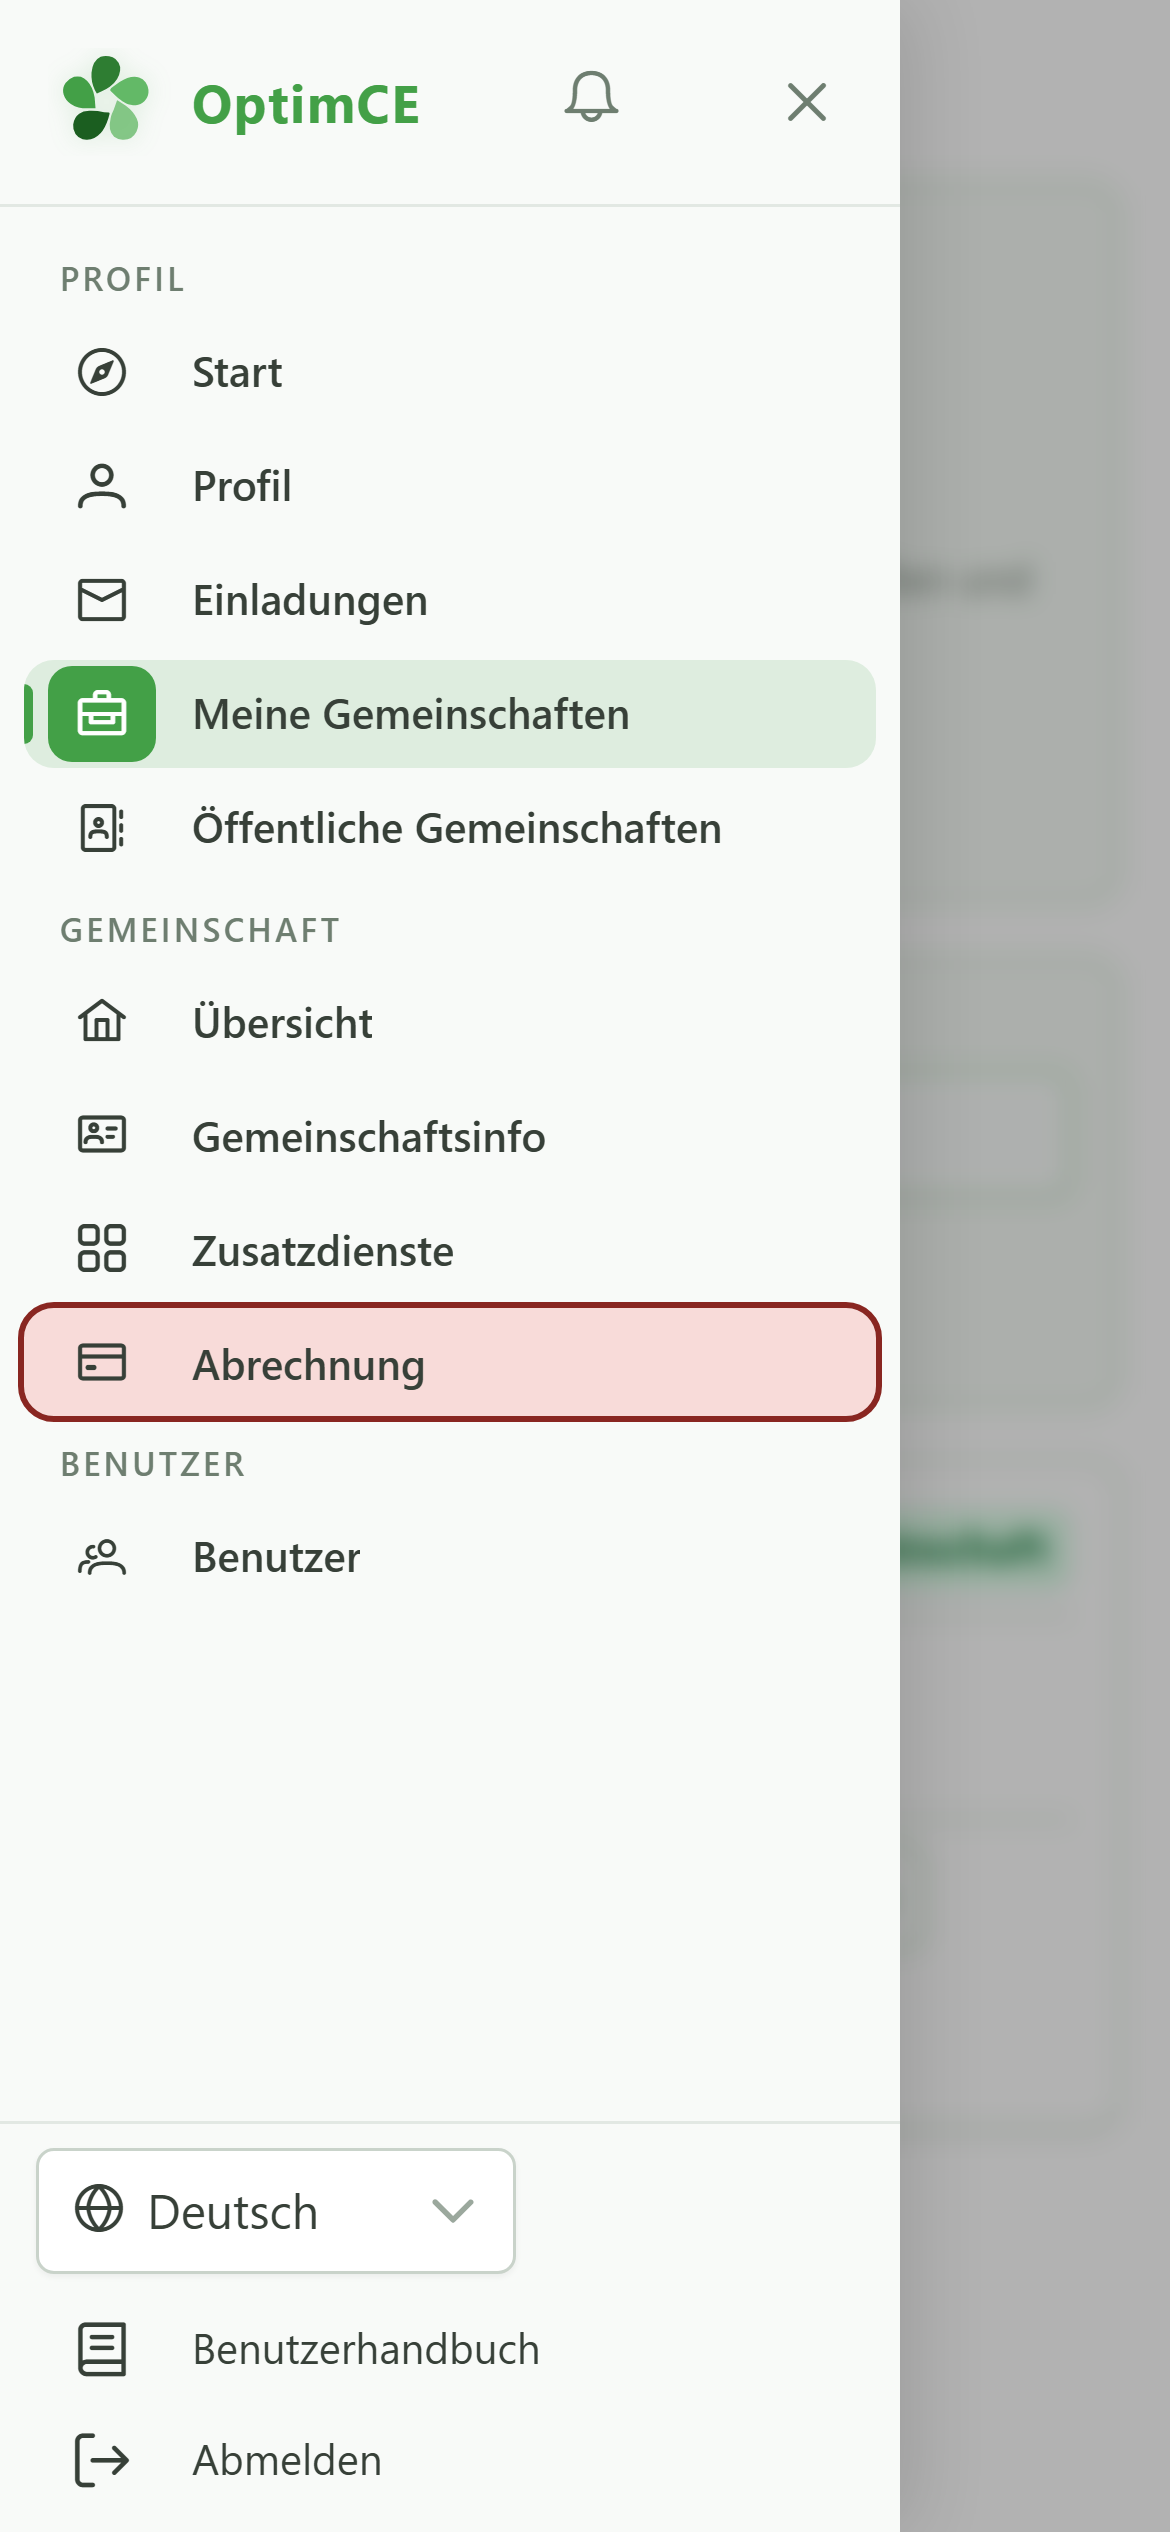 OptimCE
PROFIL
Start
Profil
Einladungen
Meine Gemeinschaften
Öffentliche Gemeinschaften
GEMEINSCHAFT
Übersicht
Gemeinschaftsinfo
Zusatzdienste
Abrechnung
BENUTZER
Benutzer
Deutsch
Benutzerhandbuch
Abmelden